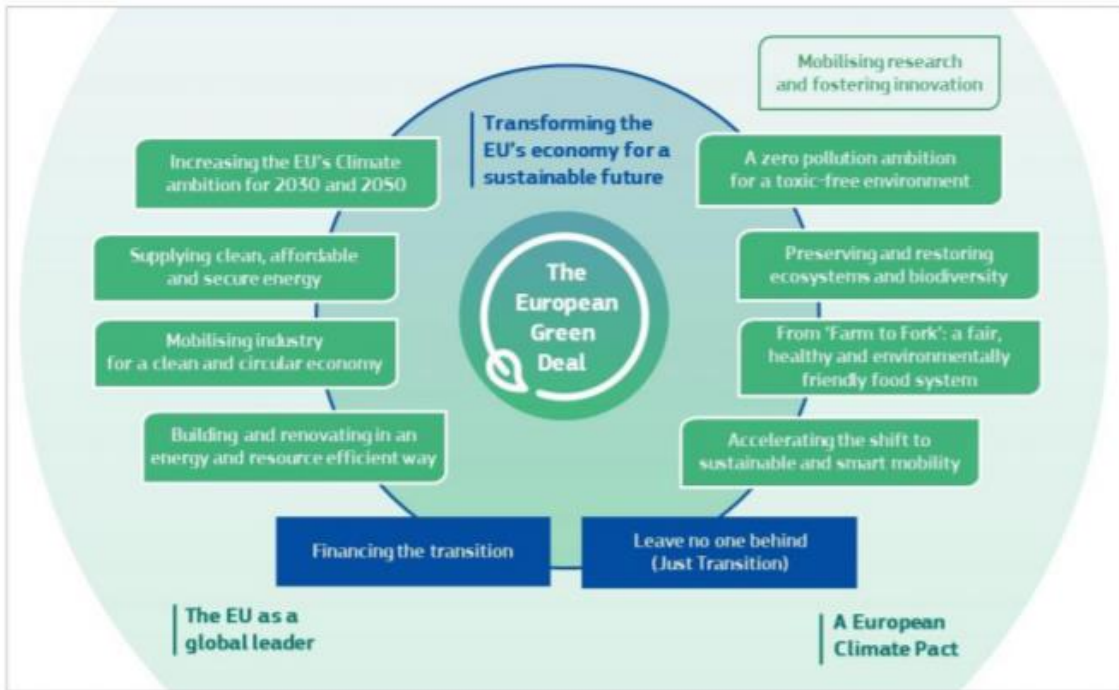 Mobilising research
and fostering innovation
Transforming the
EU's economy for a
sustainable future
Increasing the EU's Climate
ambition for 2030 and 2050
A zero pollution ambition
for a toxic-free environment
Supplying clean, affordable
and secure energy
Preserving and restoring
ecosystems and biodiversity
The
European
Green
Deal
Mobilising industry
for a clean and circular economy
From 'Farm to Fork': a fair,
healthy and environmentally
friendly food system
Building and renovating in an
energy and resource efficient way
Accelerating the shift to
sustainable and smart mobility
Financing the transition
Leave no one behind
(Just Transition)
The EU as a
global leader
A European
Climate Pact